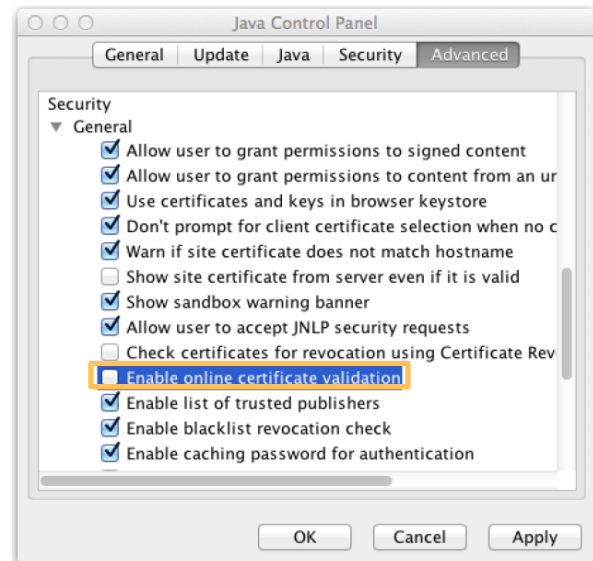 Java Control Panel
General Update Java Security Advanced
Security
General
Allow user to grant permissions to signed content
Allow user to grant permissions to content from an ur
Use certificates and keys in browser keystore
Don't prompt for client certificate selection when no c
Warn if site certificate does not match hostname
Show site certificate from server even if it is valid
Show sandbox warning banner
Allow user to accept JNLP security requests
Check certificates for revocation using Certificate Rev
Enable online certificate validation
Enable list of trusted publishers
Enable blacklist revocation check
Enable caching password for authentication
OK Cancel Apply